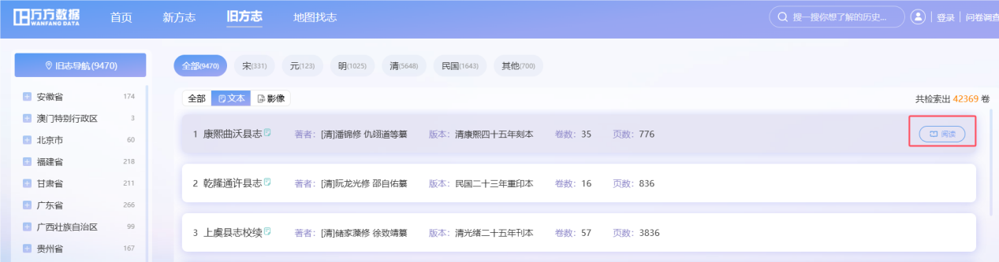 万方数据
WANFANG DATA
首页 新方志 旧方志 地图找志 搜一搜你想了解的历史... 登录 问卷调查
旧志导航(9470)
全部(9470) 宋(331) 元(123) 明(1025) 清(5648) 民国(1643) 其他(700)
全部 文本 影像 共检索出 42369 卷
安徽省 174
澳门特别行政区 3
北京市 60
福建省 218
甘肃省 211
广东省 266
广西壮族自治区 99
贵州省 167
1 康熙曲沃县志 著者: [清]潘锦修 仇翊道等纂 版本: 清康熙四十五年刻本 卷数: 35 页数: 776 阅读
2 乾隆通许县志 著者: [清]阮龙光修 邵自佑纂 版本: 民国二十三年重印本 卷数: 16 页数: 836
3 上虞县志校续 著者: [清]储家藻修 徐致靖纂 版本: 清光绪二十五年刊本 卷数: 57 页数: 3836